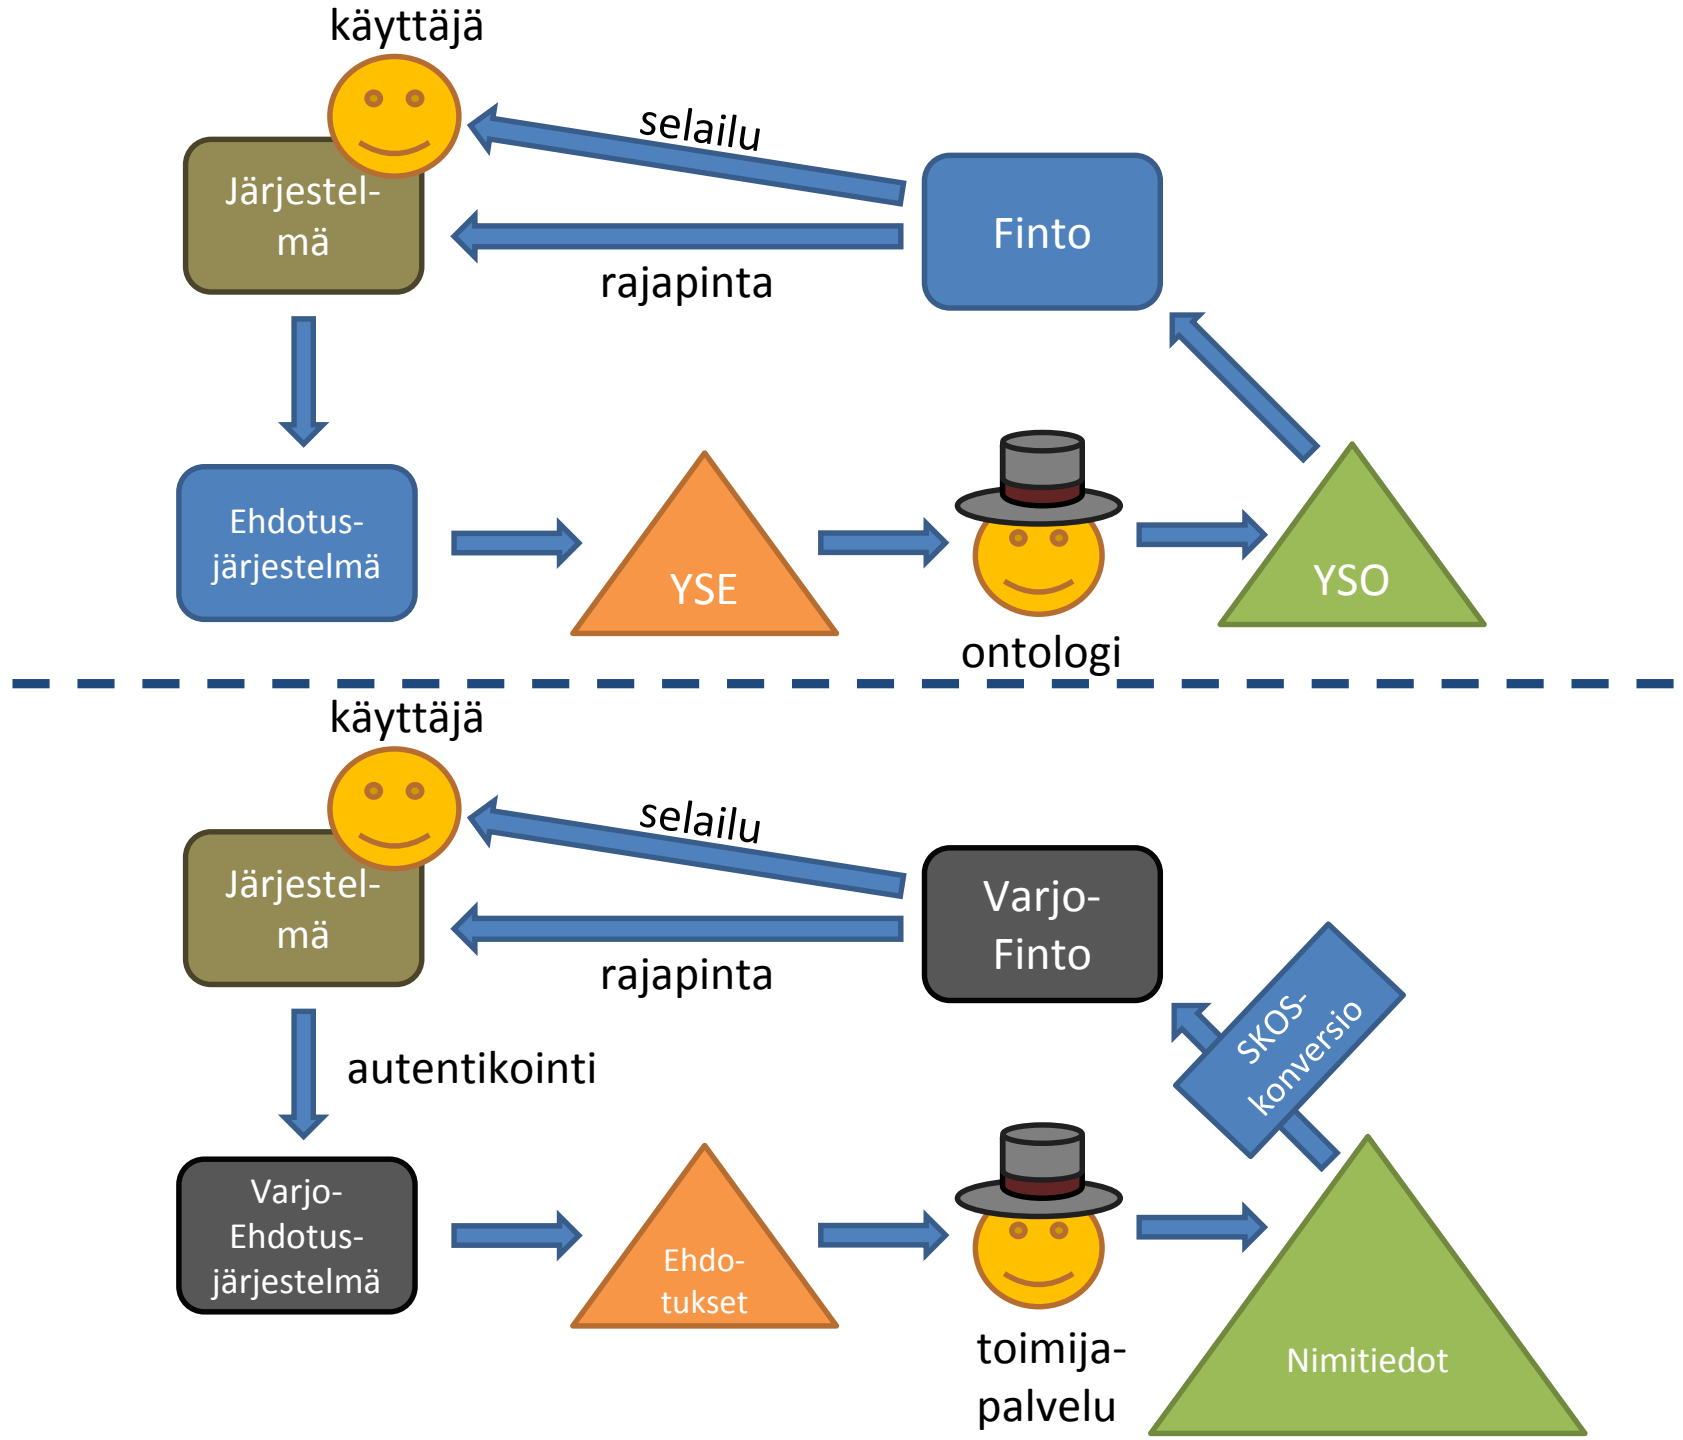 käyttäjä
selailu
Järjestel-
mä
Finto
rajapinta
Ehdotus-
järjestelmä
YSE
YSO
ontologi
käyttäjä
selailu
Järjestel-
mä
Varjo-
Finto
rajapinta
SKOS-
konversio
autentikointi
Varjo-
Ehdotus-
järjestelmä
Ehdo-
tukset
toimija-
palvelu
Nimitiedot